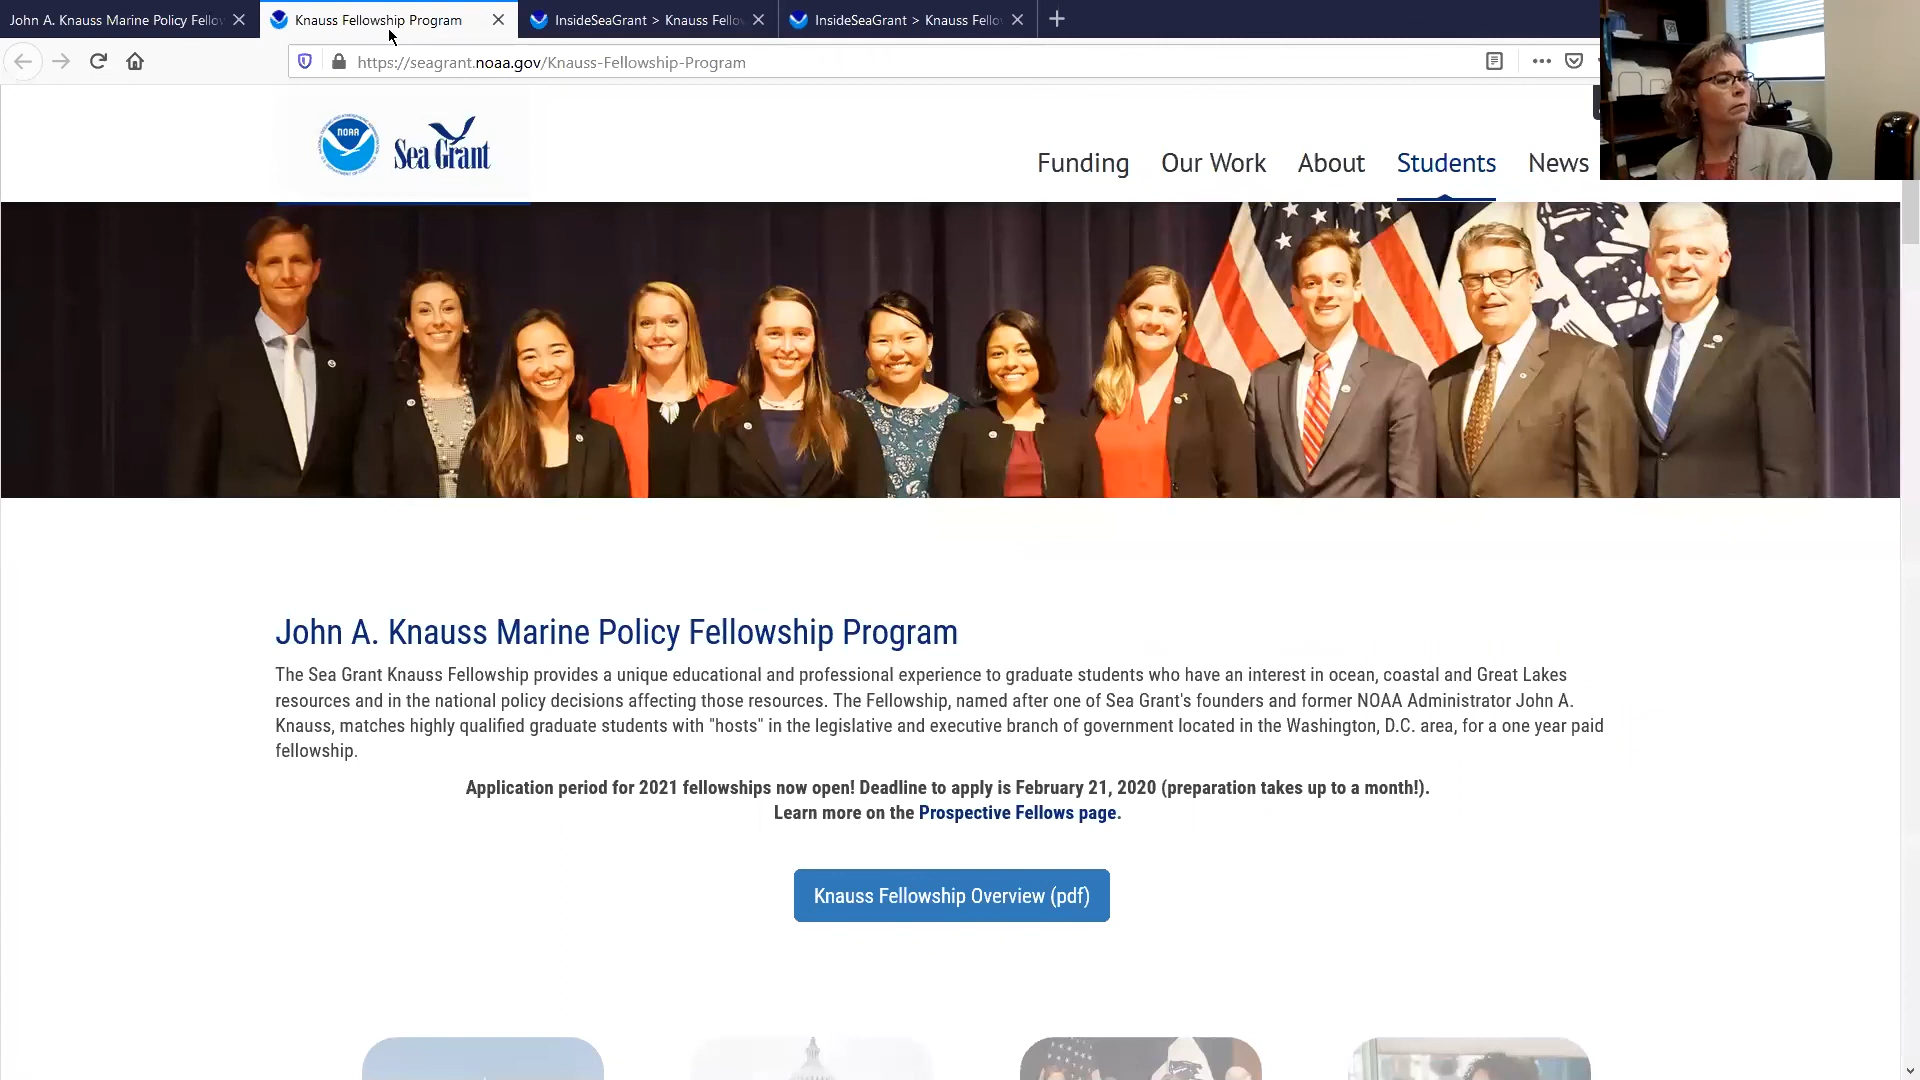 John A. Knauss Marine Policy Fellow
Knauss Fellowship Program
InsideSeaGrant > Knauss Fello
InsideSeaGrant > Knauss Fello
https://seagrant.noaa.gov/Knauss-Fellowship-Program
NOAA
Sea Grant
Funding
Our Work
About
Students
News
John A. Knauss Marine Policy Fellowship Program
The Sea Grant Knauss Fellowship provides a unique educational and professional experience to graduate students who have an interest in ocean, coastal and Great Lakes
resources and in the national policy decisions affecting those resources. The Fellowship, named after one of Sea Grant's founders and former NOAA Administrator John A.
Knauss, matches highly qualified graduate students with "hosts" in the legislative and executive branch of government located in the Washington, D.C. area, for a one year paid
fellowship.
Application period for 2021 fellowships now open! Deadline to apply is February 21, 2020 (preparation takes up to a month!).
Learn more on the Prospective Fellows page.
Knauss Fellowship Overview (pdf)